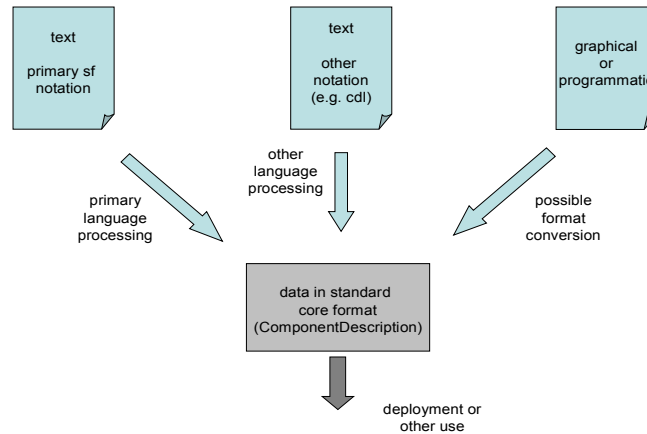 text
primary sf
notation
text
other
notation
(e.g. cdl)
graphical
or
programmatic
other
language
processing
primary
language
processing
possible
format
conversion
data in standard
core format
(ComponentDescription)
deployment or
other use